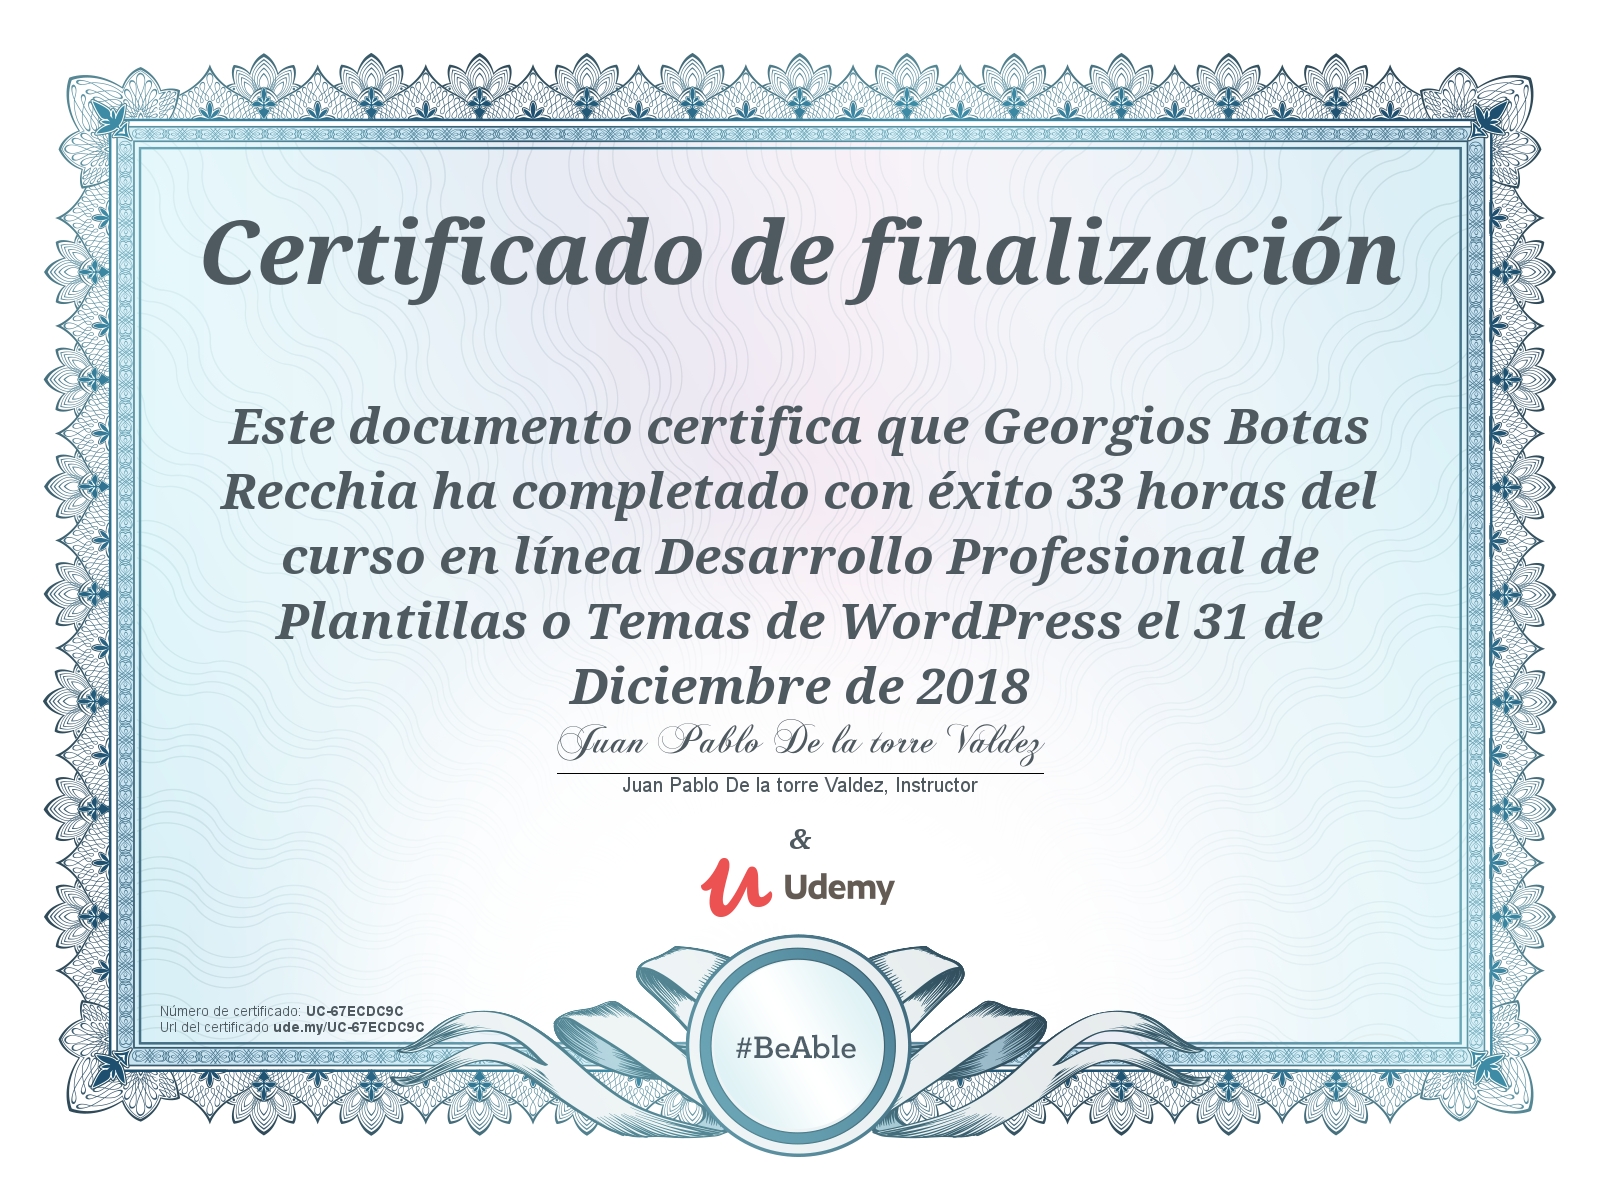 Certificado de finalización
Este documento certifica que Georgios Botas
Recchia ha completado con éxito 33 horas del
curso en línea Desarrollo Profesional de
Plantillas o Temas de WordPress el 31 de
Diciembre de 2018
Juan Pablo De la torre Valdez
Juan Pablo De la torre Valdez, Instructor
&
Udemy
Número de certificado: UC-67ECDC9C
Url del certificado ude.my/UC-67ECDC9C
#BeAble